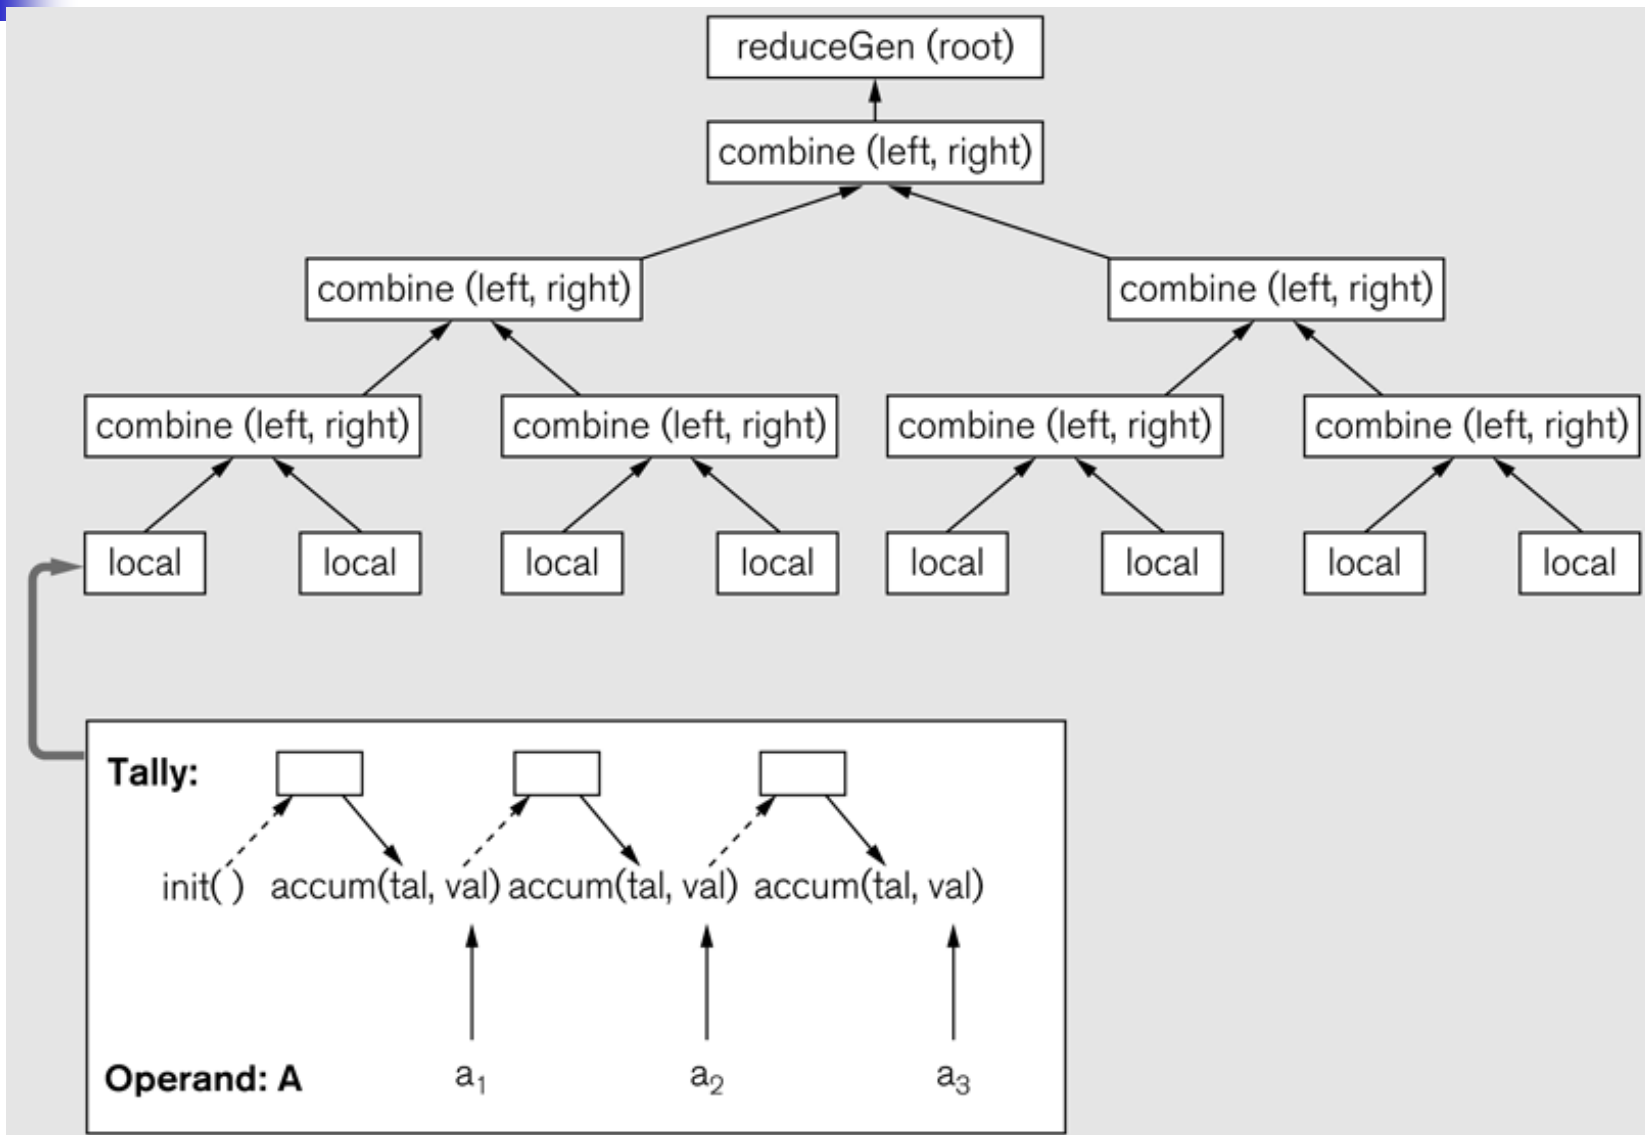 reduceGen (root)
combine (left, right)
combine (left, right) combine (left, right)
combine (left, right) combine (left, right) combine (left, right) combine (left, right)
local local local local local local local local
Tally:
init( ) accum(tal, val) accum(tal, val) accum(tal, val)
Operand: A a₁ a₂ a₃